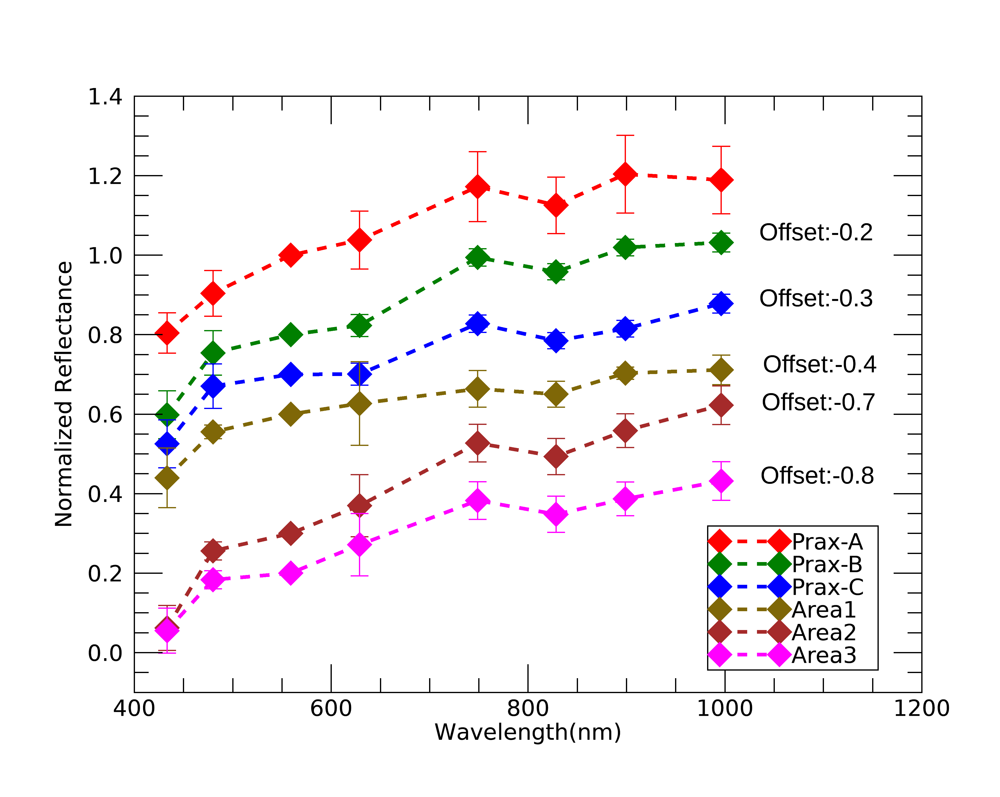 1.4
1.2
1.0
0.8
0.6
0.4
0.2
0.0
Normalized Reflectance
400
600
800
1000
1200
Wavelength(nm)
Offset:-0.2
Offset:-0.3
Offset:-0.4
Offset:-0.7
Offset:-0.8
Prax-A
Prax-B
Prax-C
Area1
Area2
Area3